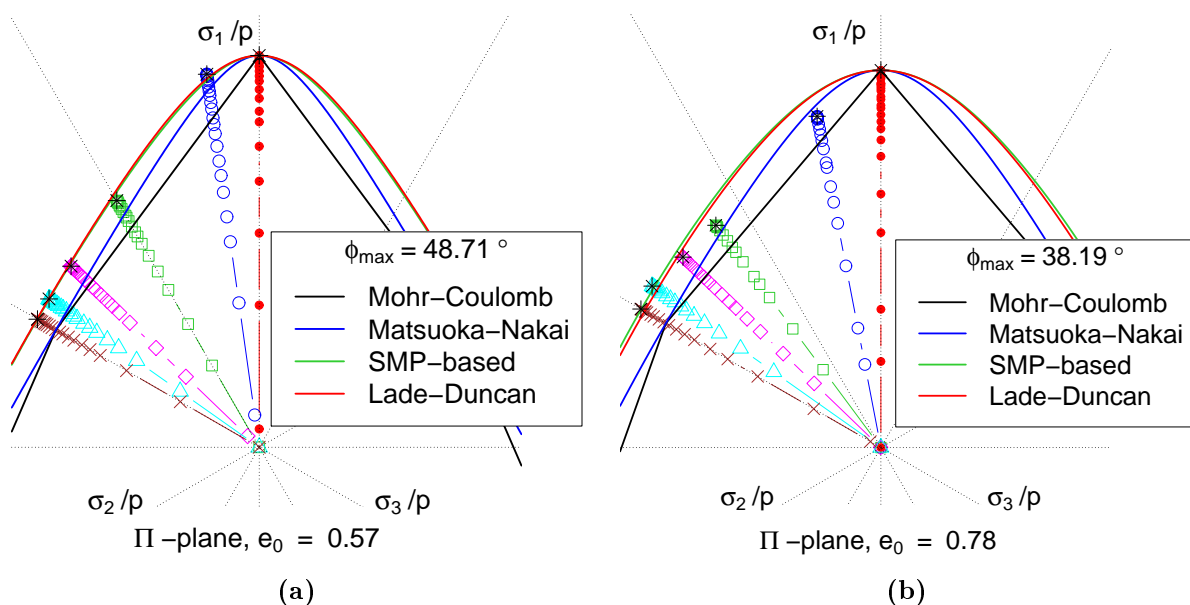 σ₁ /p
ϕmax = 48.71 °
Mohr−Coulomb
Matsuoka−Nakai
SMP−based
Lade−Duncan
σ₂ /p
σ₃ /p
Π −plane, e₀ = 0.57
(a)
σ₁ /p
ϕmax = 38.19 °
Mohr−Coulomb
Matsuoka−Nakai
SMP−based
Lade−Duncan
σ₂ /p
σ₃ /p
Π −plane, e₀ = 0.78
(b)